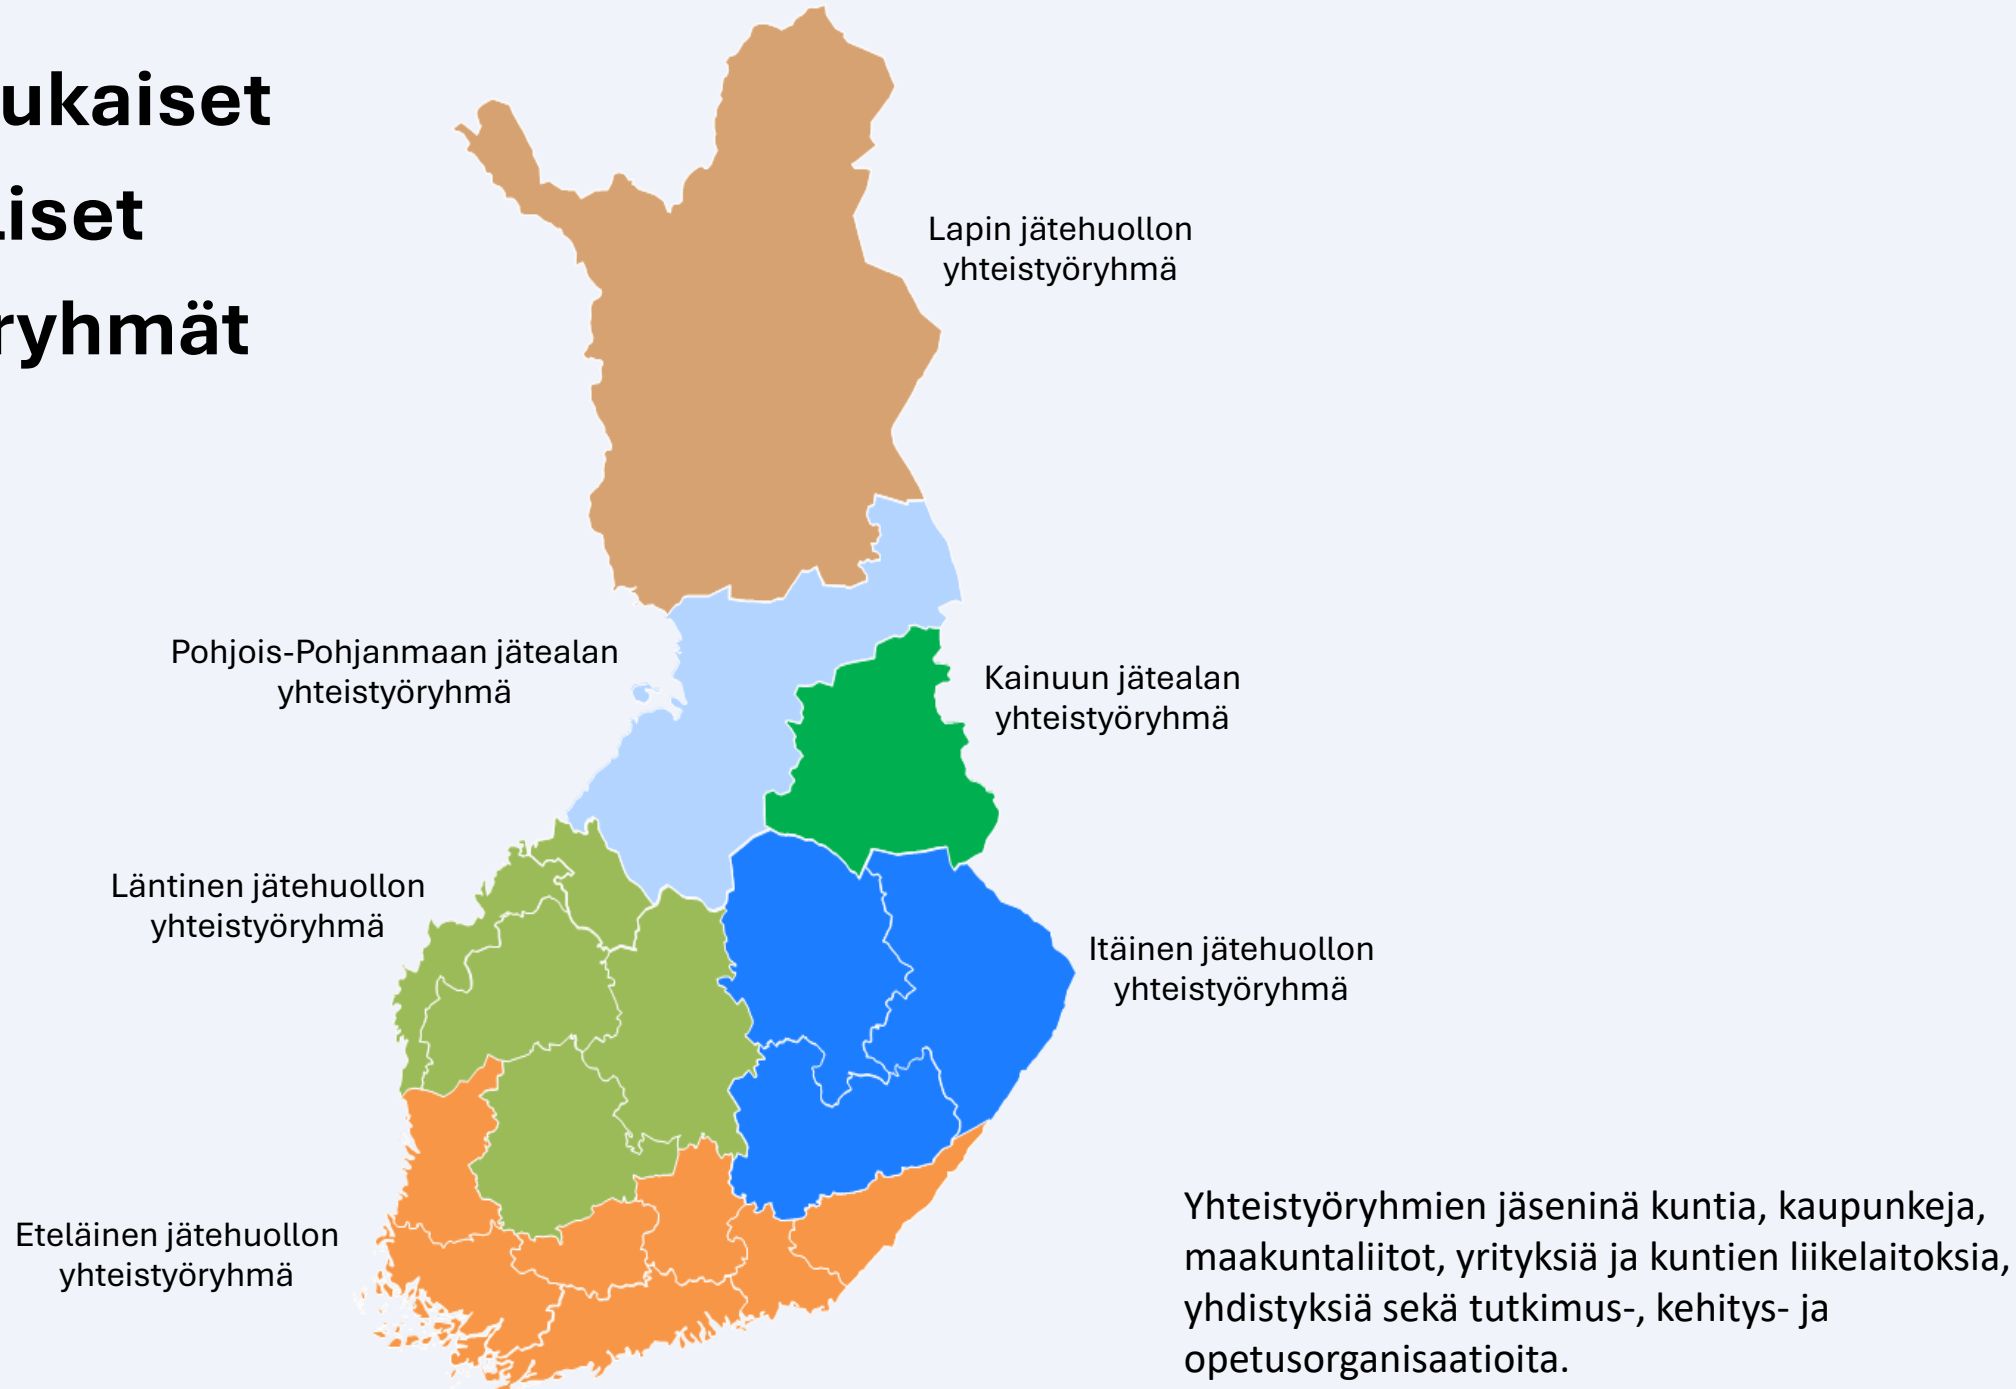 ukaiset
iset
ryhmät
Lapin jätehuollon
yhteistyöryhmä
Pohjois-Pohjanmaan jätealan
yhteistyöryhmä
Kainuun jätealan
yhteistyöryhmä
Läntinen jätehuollon
yhteistyöryhmä
Itäinen jätehuollon
yhteistyöryhmä
Eteläinen jätehuollon
yhteistyöryhmä
Yhteistyöryhmien jäseninä kuntia, kaupunkeja,
maakuntaliitot, yrityksiä ja kuntien liikelaitoksia,
yhdistyksiä sekä tutkimus-, kehitys- ja
opetusorganisaatioita.